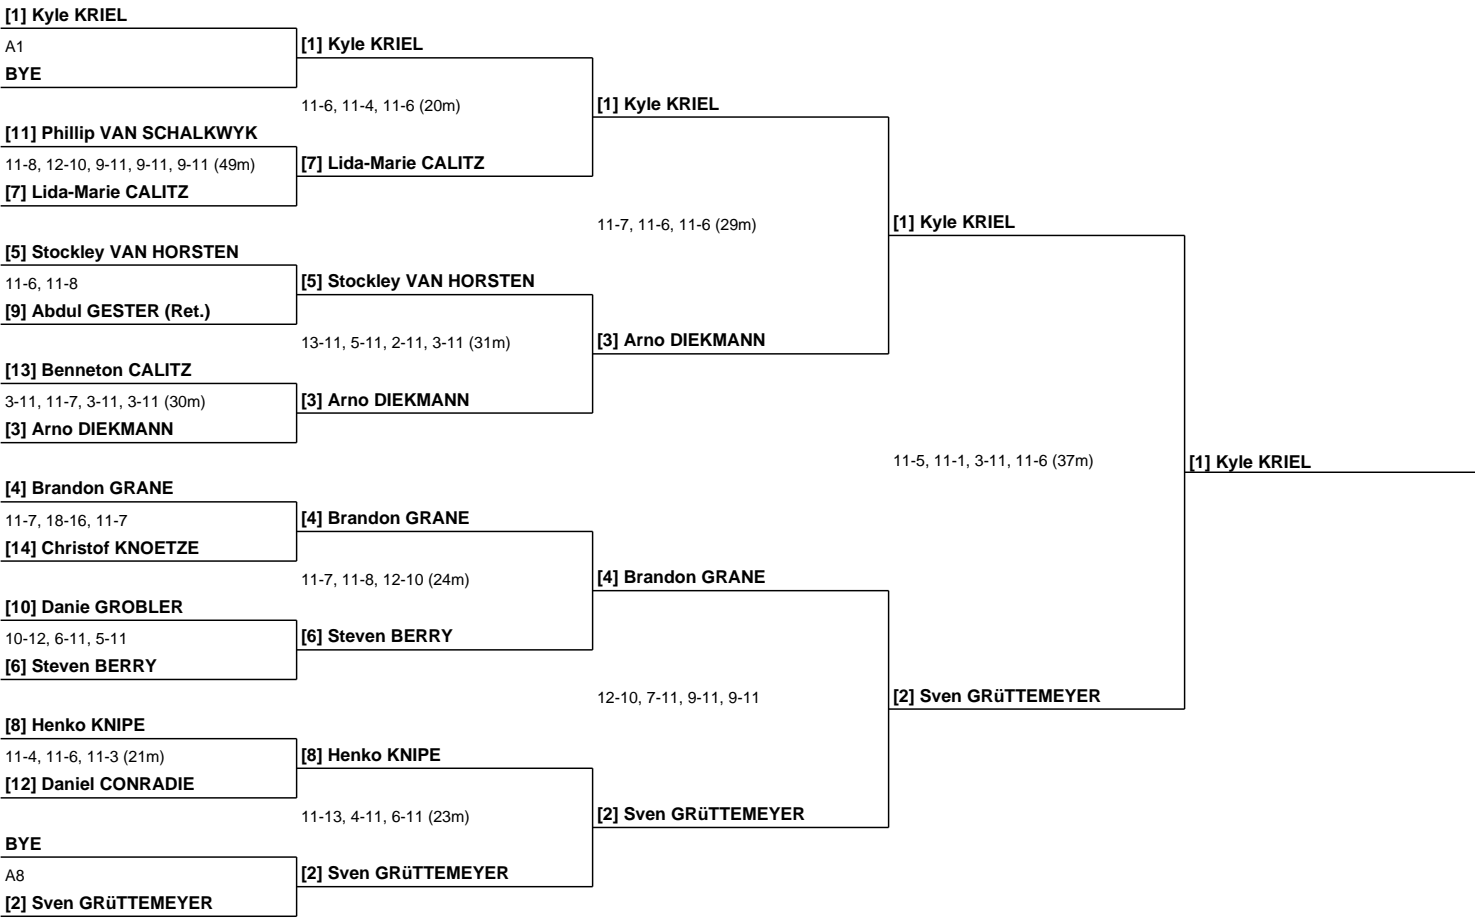 [1] Kyle KRIEL
A1
BYE
[11] Phillip VAN SCHALKWYK
11-8, 12-10, 9-11, 9-11, 9-11 (49m)
[7] Lida-Marie CALITZ
[5] Stockley VAN HORSTEN
11-6, 11-8
[9] Abdul GESTER (Ret.)
[13] Benneton CALITZ
3-11, 11-7, 3-11, 3-11 (30m)
[3] Arno DIEKMANN
[4] Brandon GRANE
11-7, 18-16, 11-7
[14] Christof KNOETZE
[10] Danie GROBLER
10-12, 6-11, 5-11
[6] Steven BERRY
[8] Henko KNIPE
11-4, 11-6, 11-3 (21m)
[12] Daniel CONRADIE
BYE
A8
[2] Sven GRüTTEMEYER
[1] Kyle KRIEL
11-6, 11-4, 11-6 (20m)
[7] Lida-Marie CALITZ
[5] Stockley VAN HORSTEN
13-11, 5-11, 2-11, 3-11 (31m)
[3] Arno DIEKMANN
[4] Brandon GRANE
11-7, 11-8, 12-10 (24m)
[6] Steven BERRY
[8] Henko KNIPE
11-13, 4-11, 6-11 (23m)
[2] Sven GRüTTEMEYER
[1] Kyle KRIEL
11-7, 11-6, 11-6 (29m)
[3] Arno DIEKMANN
[4] Brandon GRANE
12-10, 7-11, 9-11, 9-11
[2] Sven GRüTTEMEYER
[1] Kyle KRIEL
11-5, 11-1, 3-11, 11-6 (37m)
[2] Sven GRüTTEMEYER
[1] Kyle KRIEL